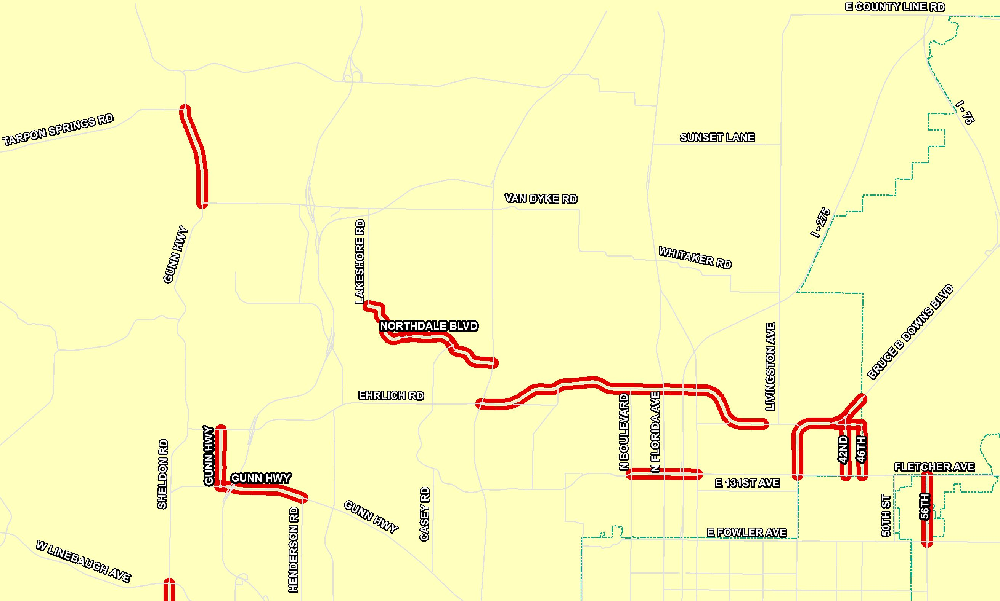 E COUNTY LINE RD
I - 75
TARPON SPRINGS RD
SUNSET LANE
VAN DYKE RD
I - 275
GUNN HWY
LAKESHORE RD
WHITAKER RD
BRUCE B DOWNS BLVD
NORTHDALE BLVD
LIVINGSTON AVE
EHRLICH RD
N BOULEVARD
N FLORIDA AVE
GUNN HWY
SHELDON RD
42ND
46TH
FLETCHER AVE
GUNN HWY
E 131ST AVE
CASEY RD
GUNN HWY
50TH ST
56TH
HENDERSON RD
E FOWLER AVE
W LINEBAUGH AVE